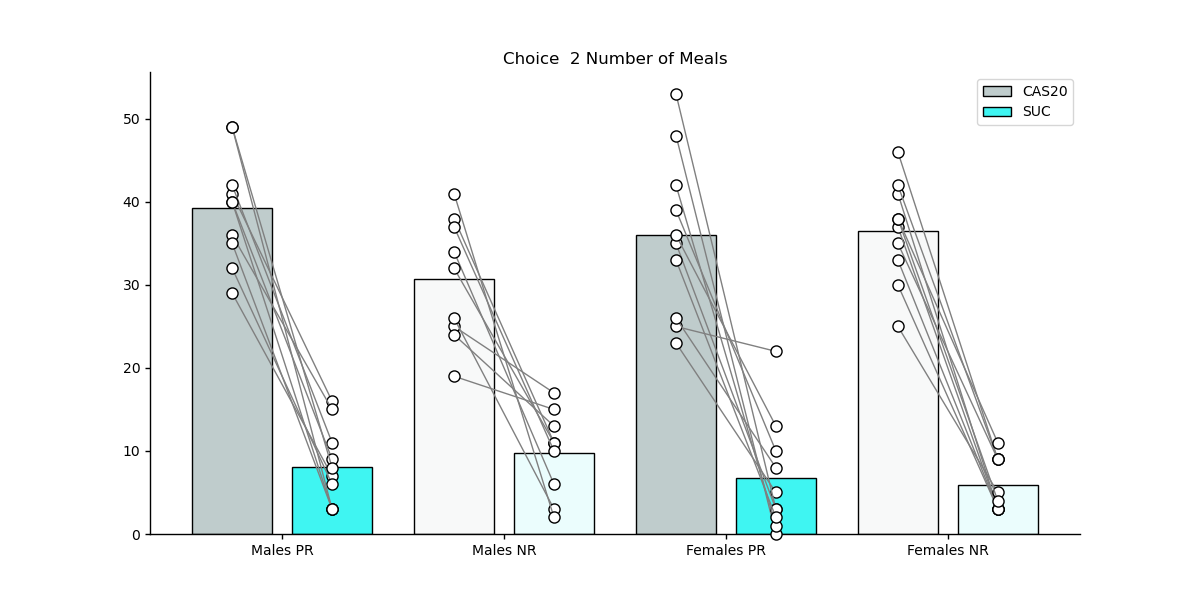 Choice  2 Number of Meals
CAS20
SUC
50
40
30
20
10
0
Males PR
Males NR
Females PR
Females NR